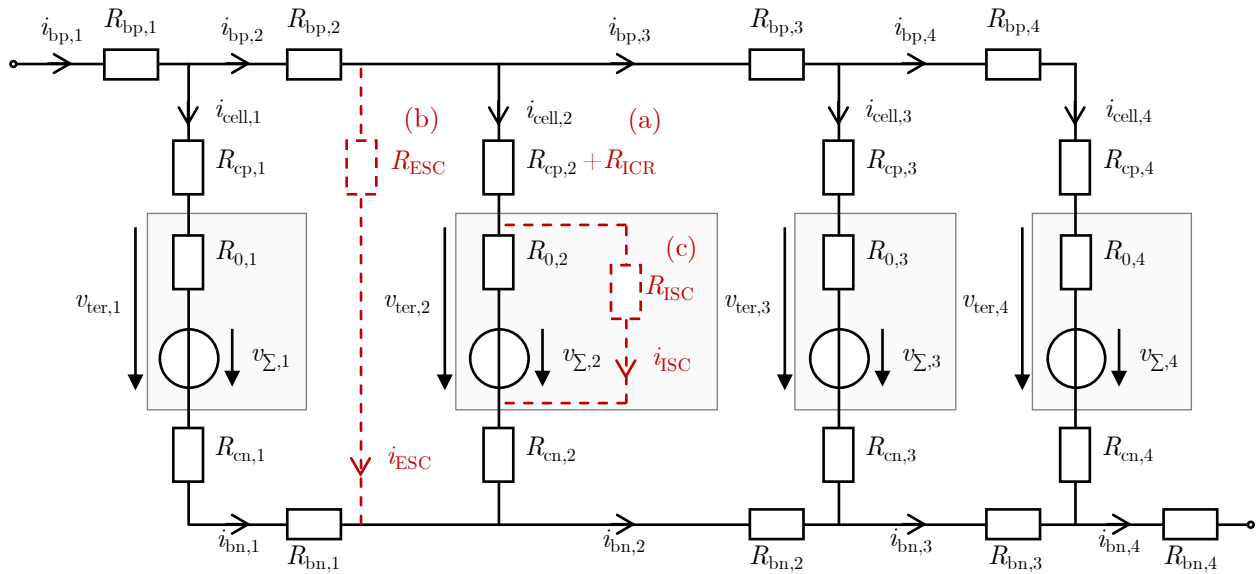 i_bp,1 R_bp,1 i_bp,2 R_bp,2 i_bp,3 R_bp,3 i_bp,4 R_bp,4
i_cell,1 (b) i_cell,2 (a) i_cell,3 i_cell,4
R_cp,1 R_ESC R_cp,2 + R_ICR R_cp,3 R_cp,4
R_0,1 R_0,2 (c) R_0,3 R_0,4
R_ISC
v_ter,1 v_ter,2 v_ter,3 v_ter,4
v_Σ,1 v_Σ,2 i_ISC v_Σ,3 v_Σ,4
R_cn,1 i_ESC R_cn,2 R_cn,3 R_cn,4
i_bn,1 R_bn,1 i_bn,2 R_bn,2 i_bn,3 R_bn,3 i_bn,4 R_bn,4